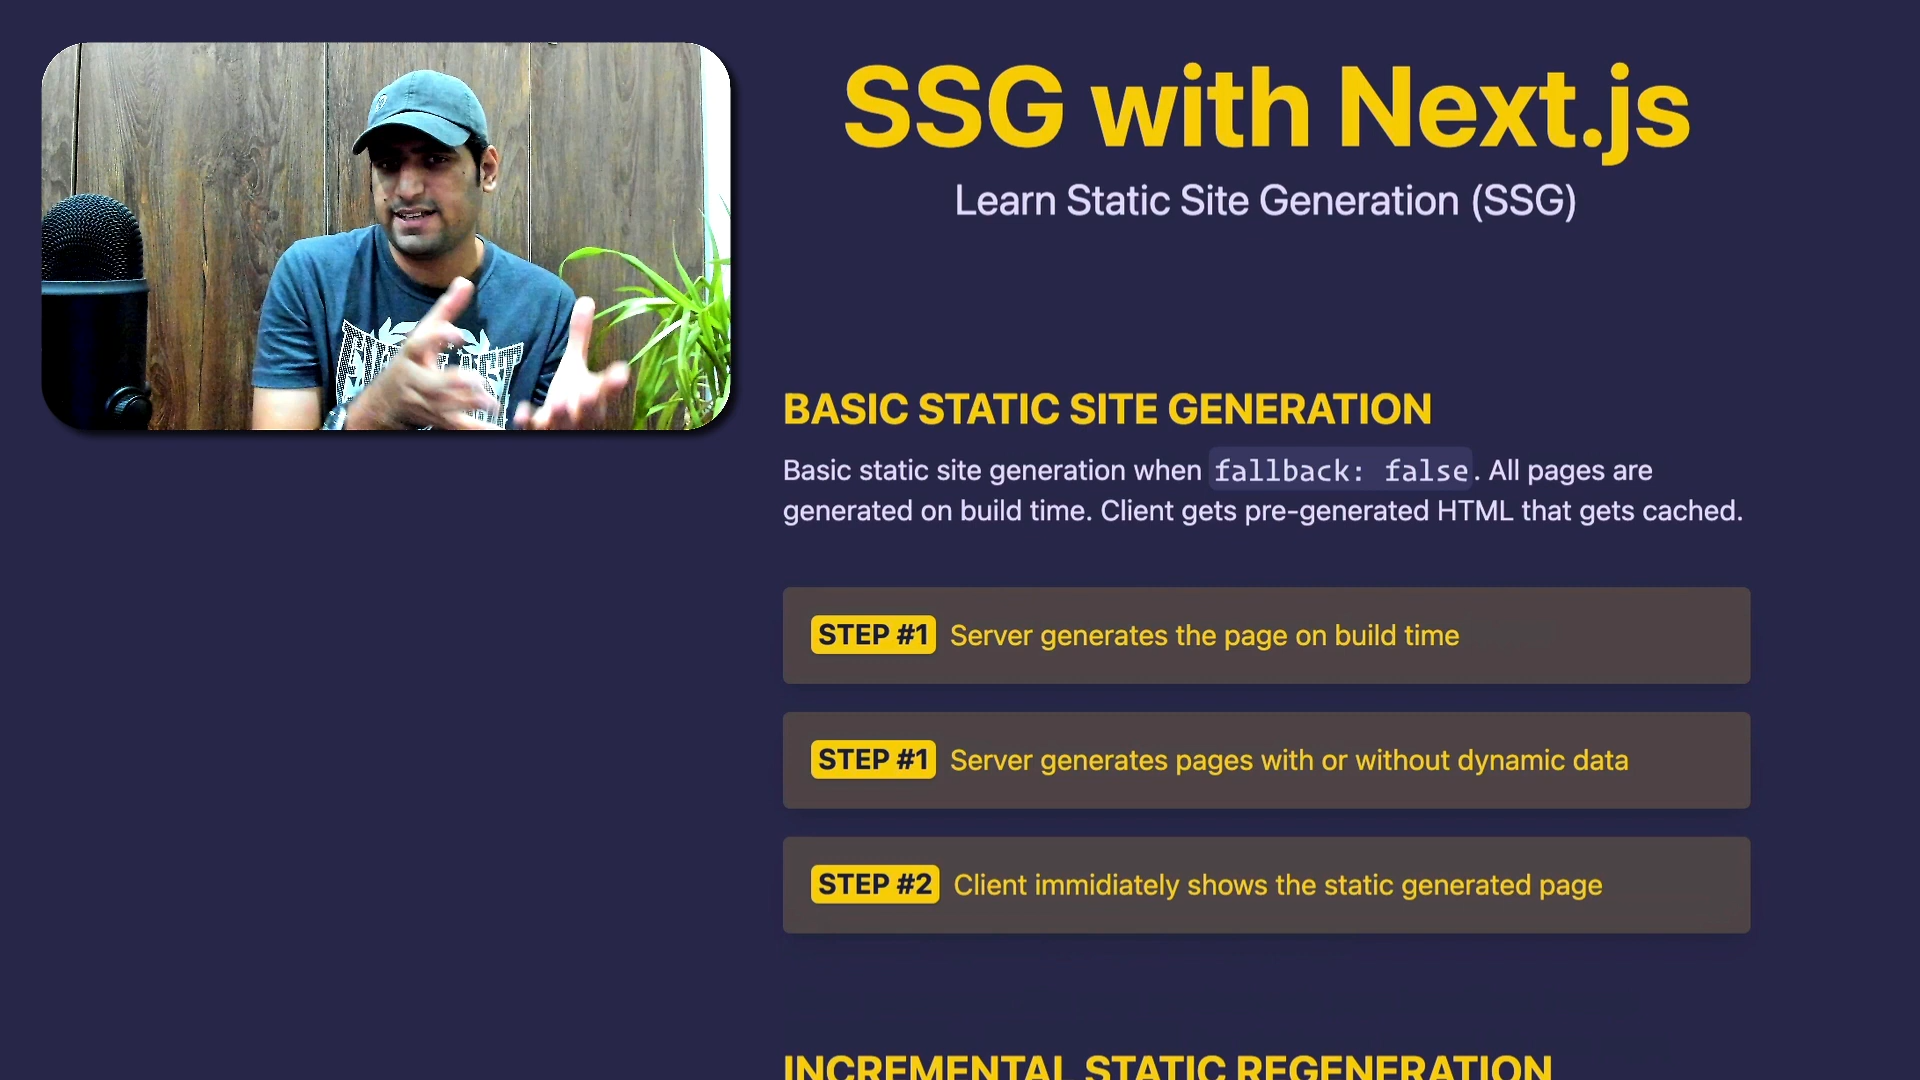 SSG with Next.js
Learn Static Site Generation (SSG)
BASIC STATIC SITE GENERATION
Basic static site generation when fallback: false. All pages are
generated on build time. Client gets pre-generated HTML that gets cached.
STEP #1 Server generates the page on build time
STEP #1 Server generates pages with or without dynamic data
STEP #2 Client immidiately shows the static generated page
INCREMENTAL STATIC REGENERATION